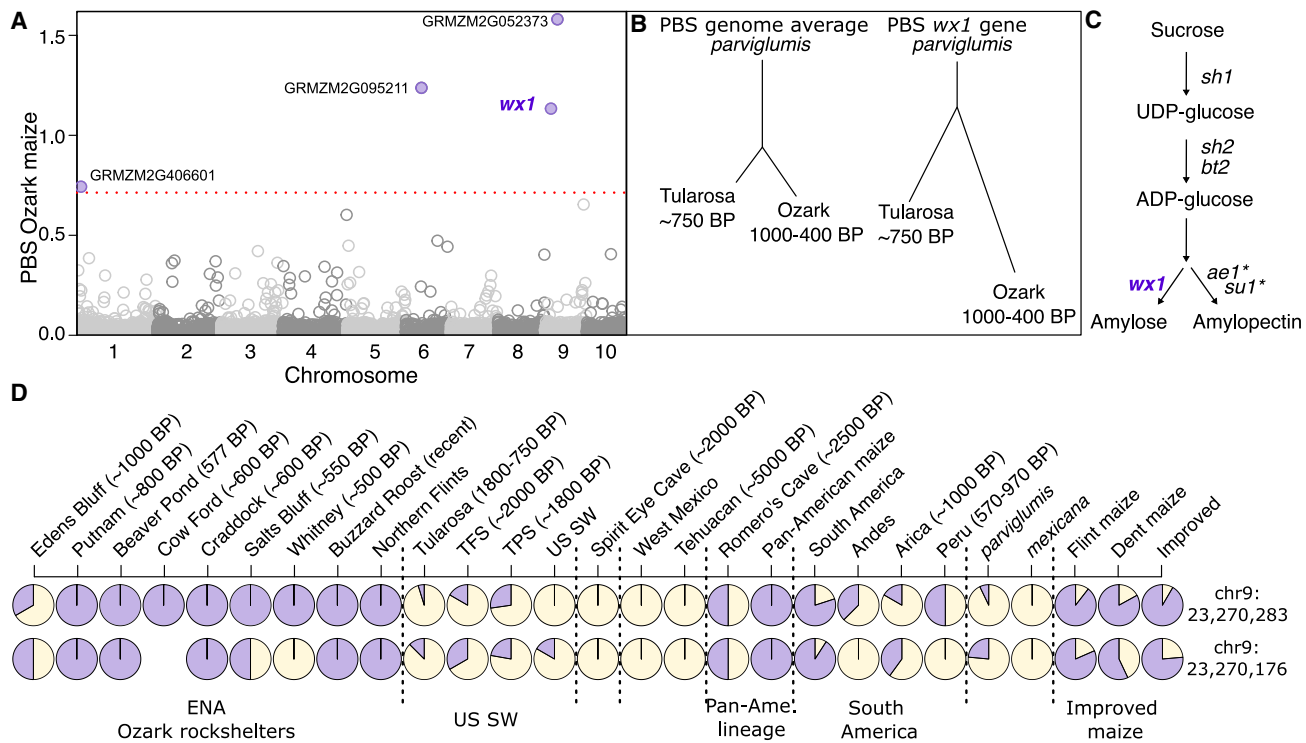 A
PBS Ozark maize
1.5
1.0
0.5
0.0
GRMZM2G052373
GRMZM2G095211
wx1
GRMZM2G406601
1 2 3 4 5 6 7 8 9 10
Chromosome
B
PBS genome average
parviglumis
Tularosa
~750 BP
Ozark
1000-400 BP
PBS wx1 gene
parviglumis
Tularosa
~750 BP
Ozark
1000-400 BP
C
Sucrose
sh1
UDP-glucose
sh2
bt2
ADP-glucose
wx1
ae1*
su1*
Amylose
Amylopectin
D
Edens Bluff (~1000 BP)
Putnam (~800 BP)
Beaver Pond (577 BP)
Cow Ford (~600 BP)
Craddock (~600 BP)
Salts Bluff (~550 BP)
Whitney (~500 BP)
Buzzard Roost (recent)
Northern Flints
Tularosa (1800-750 BP)
TFS (~2000 BP)
TPS (~1800 BP)
US SW
Spirit Eye Cave (~2000 BP)
West Mexico
Tehuacan (~5000 BP)
Romero's Cave (~2500 BP)
Pan-American maize
South America
Andes
Arica (~1000 BP)
Peru (570-970 BP)
parviglumis
mexicana
Flint maize
Dent maize
Improved
chr9:
23,270,283
chr9:
23,270,176
ENA
Ozark rockshelters
US SW
Pan-Ame.
lineage
South
America
Improved
maize